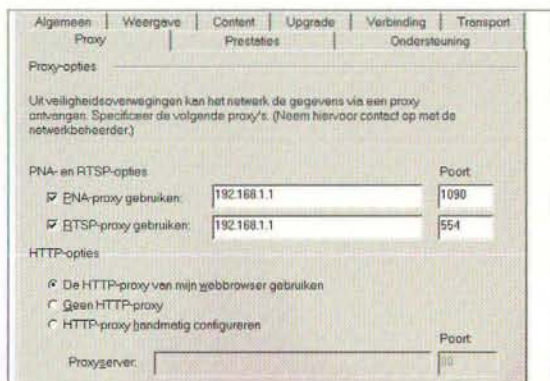 Algemeen Weergave Content Upgrade Verbinding Transport
Proxy Prestaties Ondersteuning
Proxy-opties
Uit veiligheidsoverwegingen kan het netwerk de gegevens via een proxy
ontvangen. Specificeer de volgende proxy's. (Neem hiervoor contact op met de
netwerkbeheerder.)
PNA- en RTSP-opties Poort
PNA-proxy gebruiken: 192.168.1.1 1090
RTSP-proxy gebruiken: 192.168.1.1 554
HTTP-opties
De HTTP-proxy van mijn webbrowser gebruiken
Geen HTTP-proxy
HTTP-proxy handmatig configureren
Poort
Proxyserver: 80